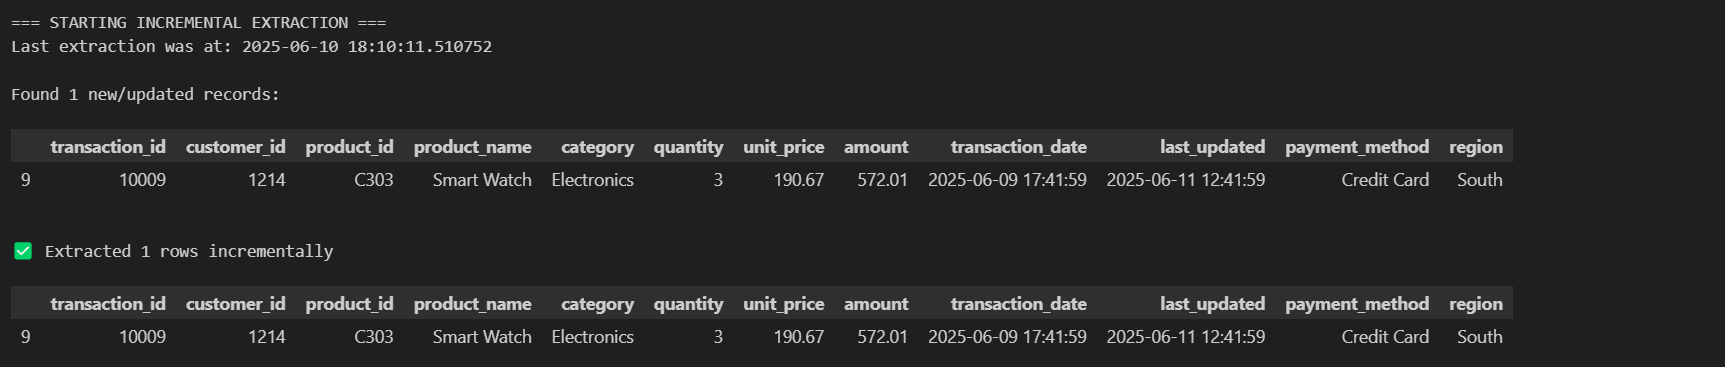 === STARTING INCREMENTAL EXTRACTION ===
Last extraction was at: 2025-06-10 18:10:11.510752
Found 1 new/updated records:
transaction_id customer_id product_id product_name category quantity unit_price amount transaction_date last_updated payment_method region
9 10009 1214 C303 Smart Watch Electronics 3 190.67 572.01 2025-06-09 17:41:59 2025-06-11 12:41:59 Credit Card South
✅ Extracted 1 rows incrementally
transaction_id customer_id product_id product_name category quantity unit_price amount transaction_date last_updated payment_method region
9 10009 1214 C303 Smart Watch Electronics 3 190.67 572.01 2025-06-09 17:41:59 2025-06-11 12:41:59 Credit Card South